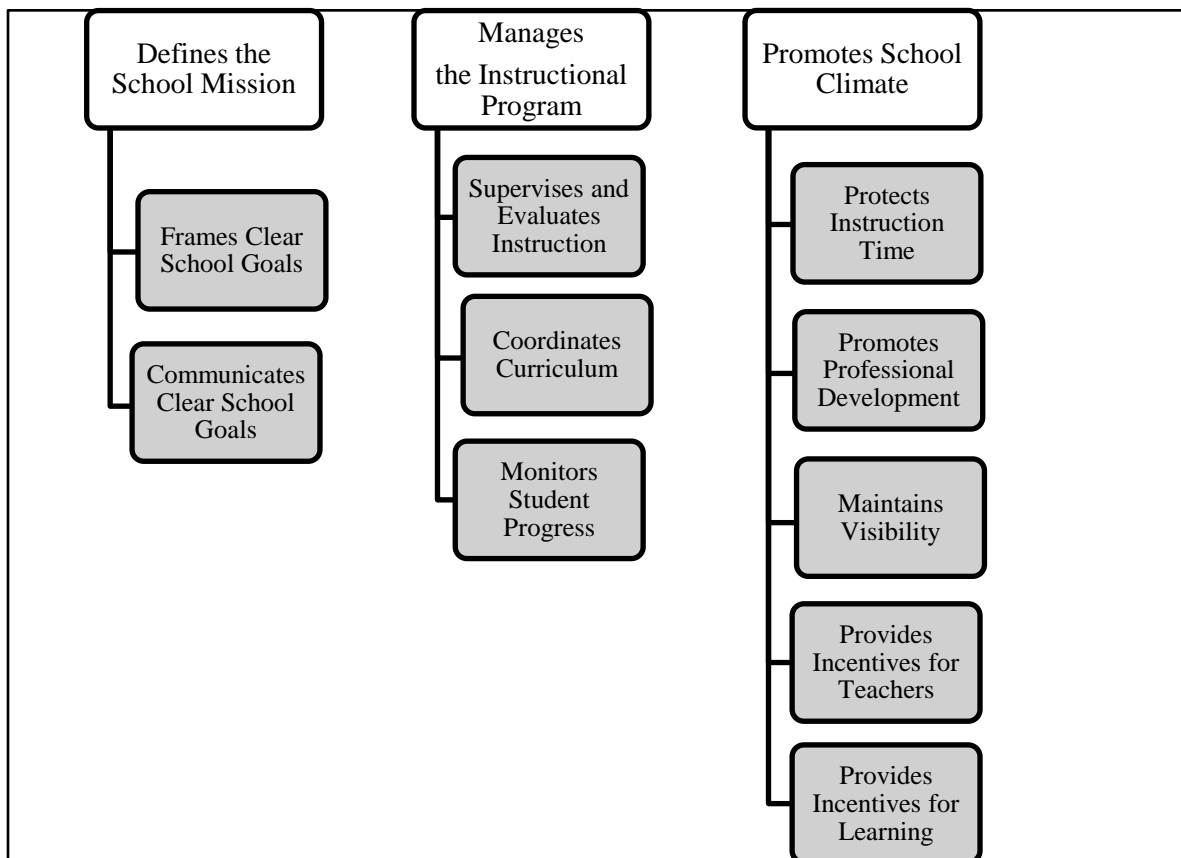 Defines the
School Mission
Frames Clear
School Goals
Communicates
Clear School
Goals
Manages
the Instructional
Program
Supervises and
Evaluates
Instruction
Coordinates
Curriculum
Monitors
Student
Progress
Promotes School
Climate
Protects
Instruction
Time
Promotes
Professional
Development
Maintains
Visibility
Provides
Incentives for
Teachers
Provides
Incentives for
Learning